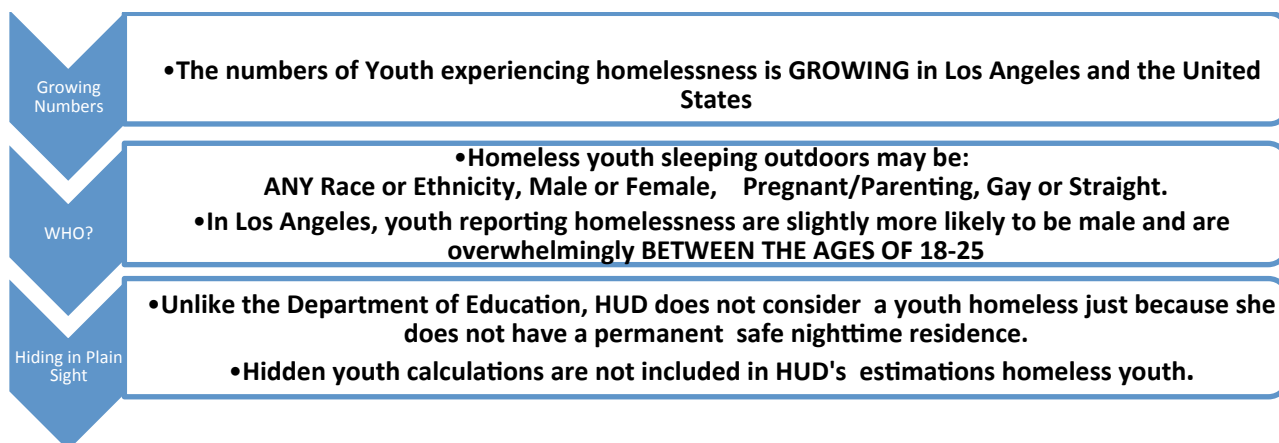 Growing
Numbers
•The numbers of Youth experiencing homelessness is GROWING in Los Angeles and the United
States
WHO?
•Homeless youth sleeping outdoors may be:
ANY Race or Ethnicity, Male or Female, Pregnant/Parenting, Gay or Straight.
•In Los Angeles, youth reporting homelessness are slightly more likely to be male and are
overwhelmingly BETWEEN THE AGES OF 18-25
Hiding in Plain
Sight
•Unlike the Department of Education, HUD does not consider a youth homeless just because she
does not have a permanent safe nighttime residence.
•Hidden youth calculations are not included in HUD's estimations homeless youth.